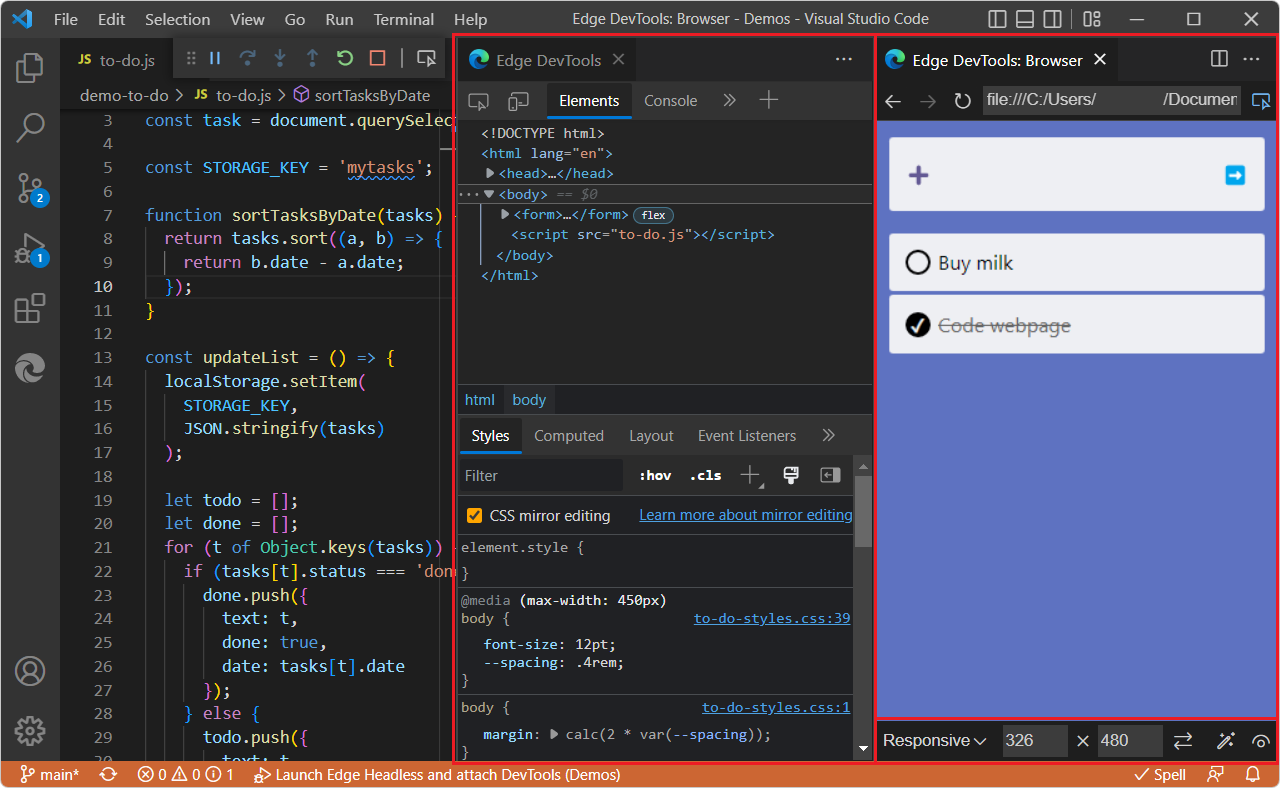 File Edit Selection View Go Run Terminal Help Edge DevTools: Browser - Demos - Visual Studio Code
JS to-do.js
demo-to-do > JS to-do.js > sortTasksByDate
3 const task = document.querySelec
4
5 const STORAGE_KEY = 'mytasks';
6
7 function sortTasksByDate(tasks)
8 return tasks.sort((a, b) => {
9 return b.date - a.date;
10 });
11 }
12
13 const updateList = () => {
14 localStorage.setItem(
15 STORAGE_KEY,
16 JSON.stringify(tasks)
17 );
18
19 let todo = [];
20 let done = [];
21 for (t of Object.keys(tasks))
22 if (tasks[t].status === 'don
23 done.push({
24 text: t,
25 done: true,
26 date: tasks[t].date
27 });
28 } else {
29 todo.push({
30 text: t
2
1
Edge DevTools
Elements Console
<!DOCTYPE html>
<html lang="en">
<head>…</head>
<body> == $0
<form>…</form> flex
<script src="to-do.js"></script>
</body>
</html>
html body
Styles Computed Layout Event Listeners
Filter :hov .cls
CSS mirror editing Learn more about mirror editing
element.style {
}
@media (max-width: 450px)
body { to-do-styles.css:39
font-size: 12pt;
--spacing: .4rem;
}
body { to-do-styles.css:1
margin: calc(2 * var(--spacing));
}
Edge DevTools: Browser
file:///C:/Users/ /Documen
Buy milk
Code webpage
Responsive 326 × 480
main* 0 0 1 Launch Edge Headless and attach DevTools (Demos) Spell